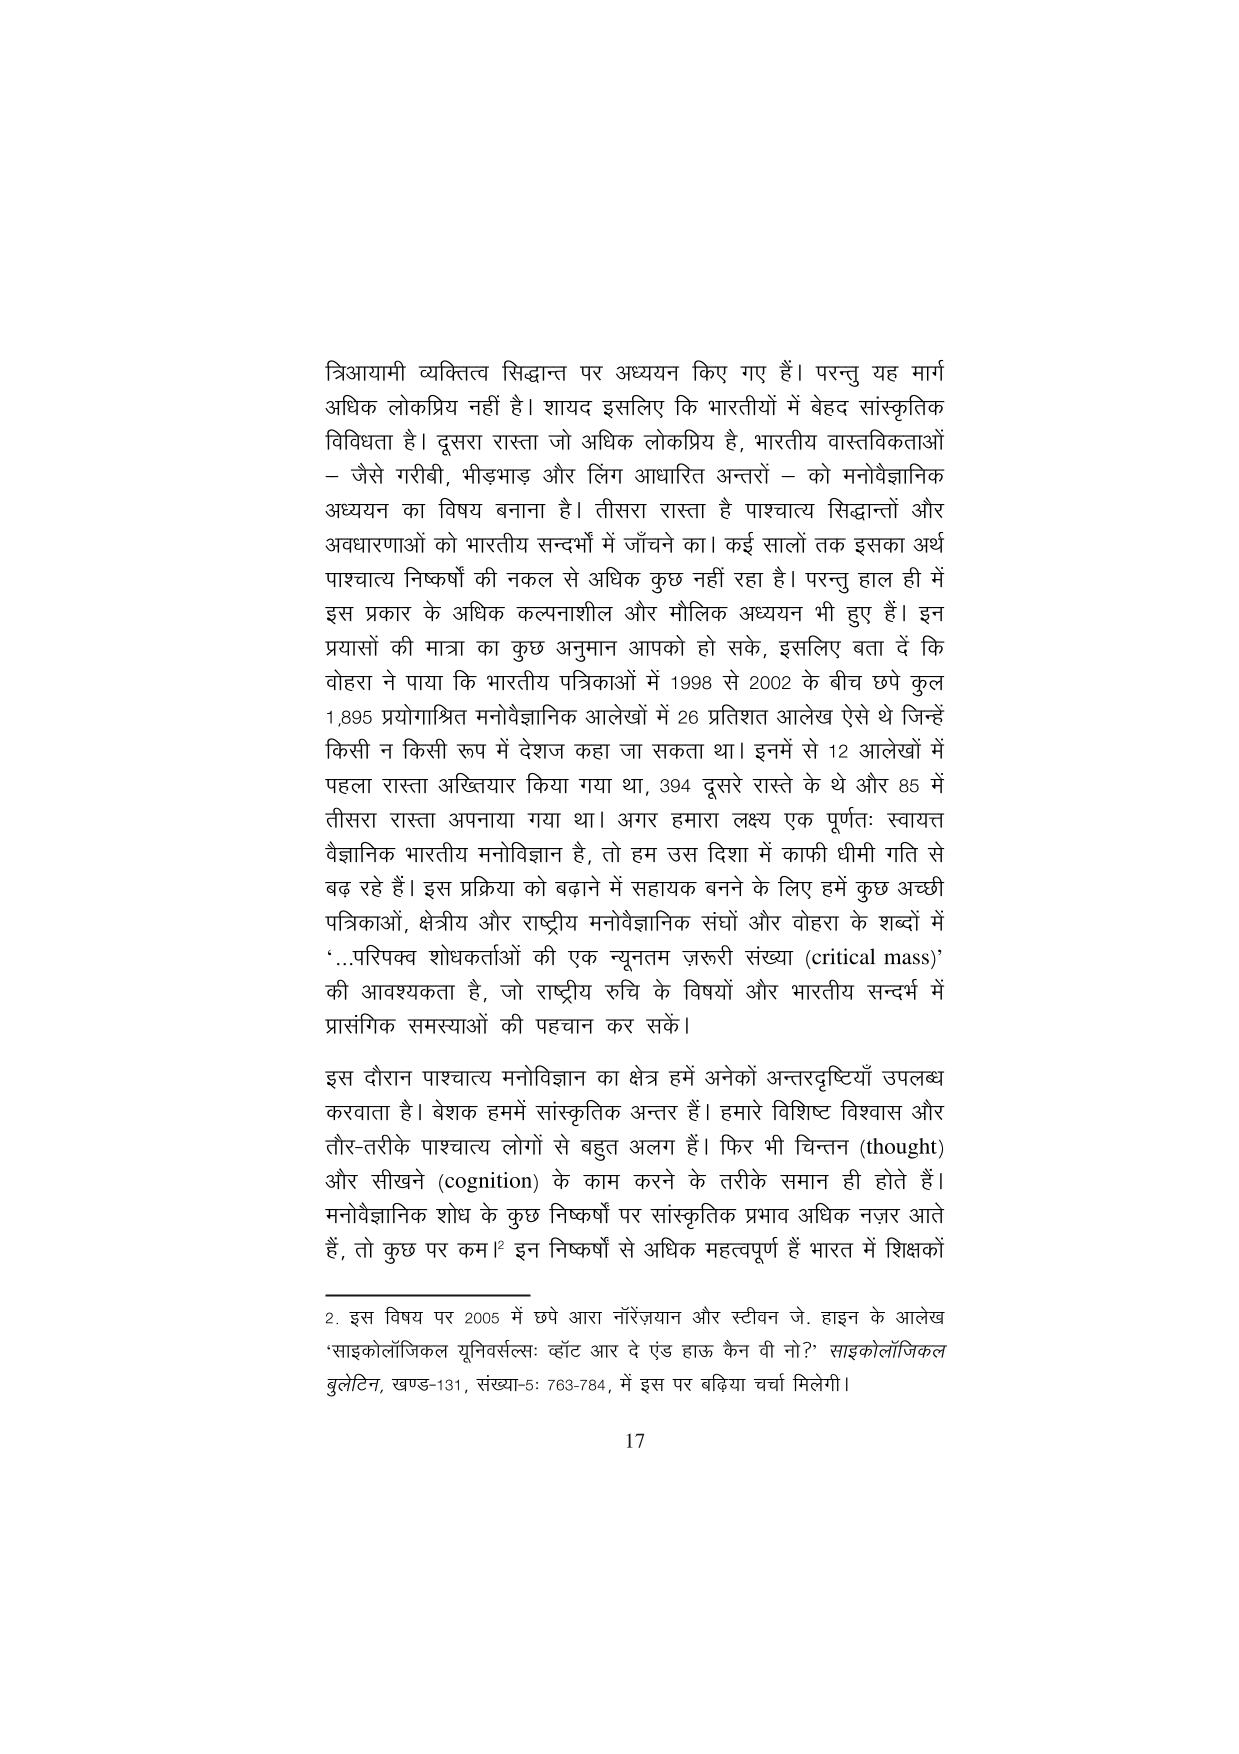 त्रिआयामी व्यक्तित्व सिद्धान्त पर अध्ययन किए गए हैं। परन्तु यह मार्ग
अधिक लोकप्रिय नहीं है। शायद इसलिए कि भारतीयों में बेहद सांस्कृतिक
विविधता है। दूसरा रास्ता जो अधिक लोकप्रिय है, भारतीय वास्तविकताओं
– जैसे गरीबी, भीड़भाड़ और लिंग आधारित अन्तरों – को मनोवैज्ञानिक
अध्ययन का विषय बनाना है। तीसरा रास्ता है पाश्चात्य सिद्धान्तों और
अवधारणाओं को भारतीय सन्दर्भों में जाँचने का। कई सालों तक इसका अर्थ
पाश्चात्य निष्कर्षों की नकल से अधिक कुछ नहीं रहा है। परन्तु हाल ही में
इस प्रकार के अधिक कल्पनाशील और मौलिक अध्ययन भी हुए हैं। इन
प्रयासों की मात्रा का कुछ अनुमान आपको हो सके, इसलिए बता दें कि
वोहरा ने पाया कि भारतीय पत्रिकाओं में 1998 से 2002 के बीच छपे कुल
1,895 प्रयोगाश्रित मनोवैज्ञानिक आलेखों में 26 प्रतिशत आलेख ऐसे थे जिन्हें
किसी न किसी रूप में देशज कहा जा सकता था। इनमें से 12 आलेखों में
पहला रास्ता अख्तियार किया गया था, 394 दूसरे रास्ते के थे और 85 में
तीसरा रास्ता अपनाया गया था। अगर हमारा लक्ष्य एक पूर्णतः स्वायत्त
वैज्ञानिक भारतीय मनोविज्ञान है, तो हम उस दिशा में काफी धीमी गति से
बढ़ रहे हैं। इस प्रक्रिया को बढ़ाने में सहायक बनने के लिए हमें कुछ अच्छी
पत्रिकाओं, क्षेत्रीय और राष्ट्रीय मनोवैज्ञानिक संघों और वोहरा के शब्दों में
‘...परिपक्व शोधकर्ताओं की एक न्यूनतम ज़रूरी संख्या (critical mass)’
की आवश्यकता है, जो राष्ट्रीय रुचि के विषयों और भारतीय सन्दर्भ में
प्रासंगिक समस्याओं की पहचान कर सकें।
इस दौरान पाश्चात्य मनोविज्ञान का क्षेत्र हमें अनेकों अन्तरदृष्टियाँ उपलब्ध
करवाता है। बेशक हममें सांस्कृतिक अन्तर हैं। हमारे विशिष्ट विश्वास और
तौर-तरीके पाश्चात्य लोगों से बहुत अलग हैं। फिर भी चिन्तन (thought)
और सीखने (cognition) के काम करने के तरीके समान ही होते हैं।
मनोवैज्ञानिक शोध के कुछ निष्कर्षों पर सांस्कृतिक प्रभाव अधिक नज़र आते
हैं, तो कुछ पर कम।² इन निष्कर्षों से अधिक महत्वपूर्ण हैं भारत में शिक्षकों
2. इस विषय पर 2005 में छपे आरा नॉरेंज़यान और स्टीवन जे. हाइन के आलेख
‘साइकोलॉजिकल यूनिवर्सल्सः व्हॉट आर दे एंड हाऊ कैन वी नो?’ साइकोलॉजिकल
बुलेटिन, खण्ड-131, संख्या-5: 763-784, में इस पर बढ़िया चर्चा मिलेगी।
17